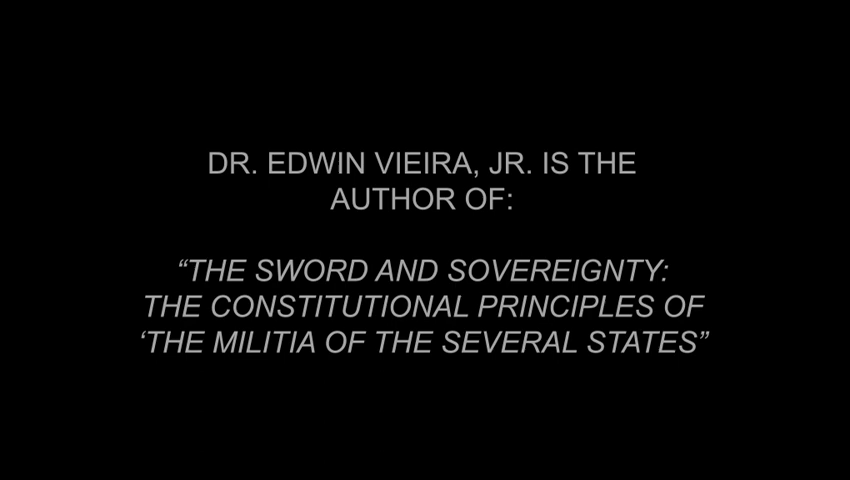 DR. EDWIN VIEIRA, JR. IS THE
AUTHOR OF:
“THE SWORD AND SOVEREIGNTY:
THE CONSTITUTIONAL PRINCIPLES OF
‘THE MILITIA OF THE SEVERAL STATES”